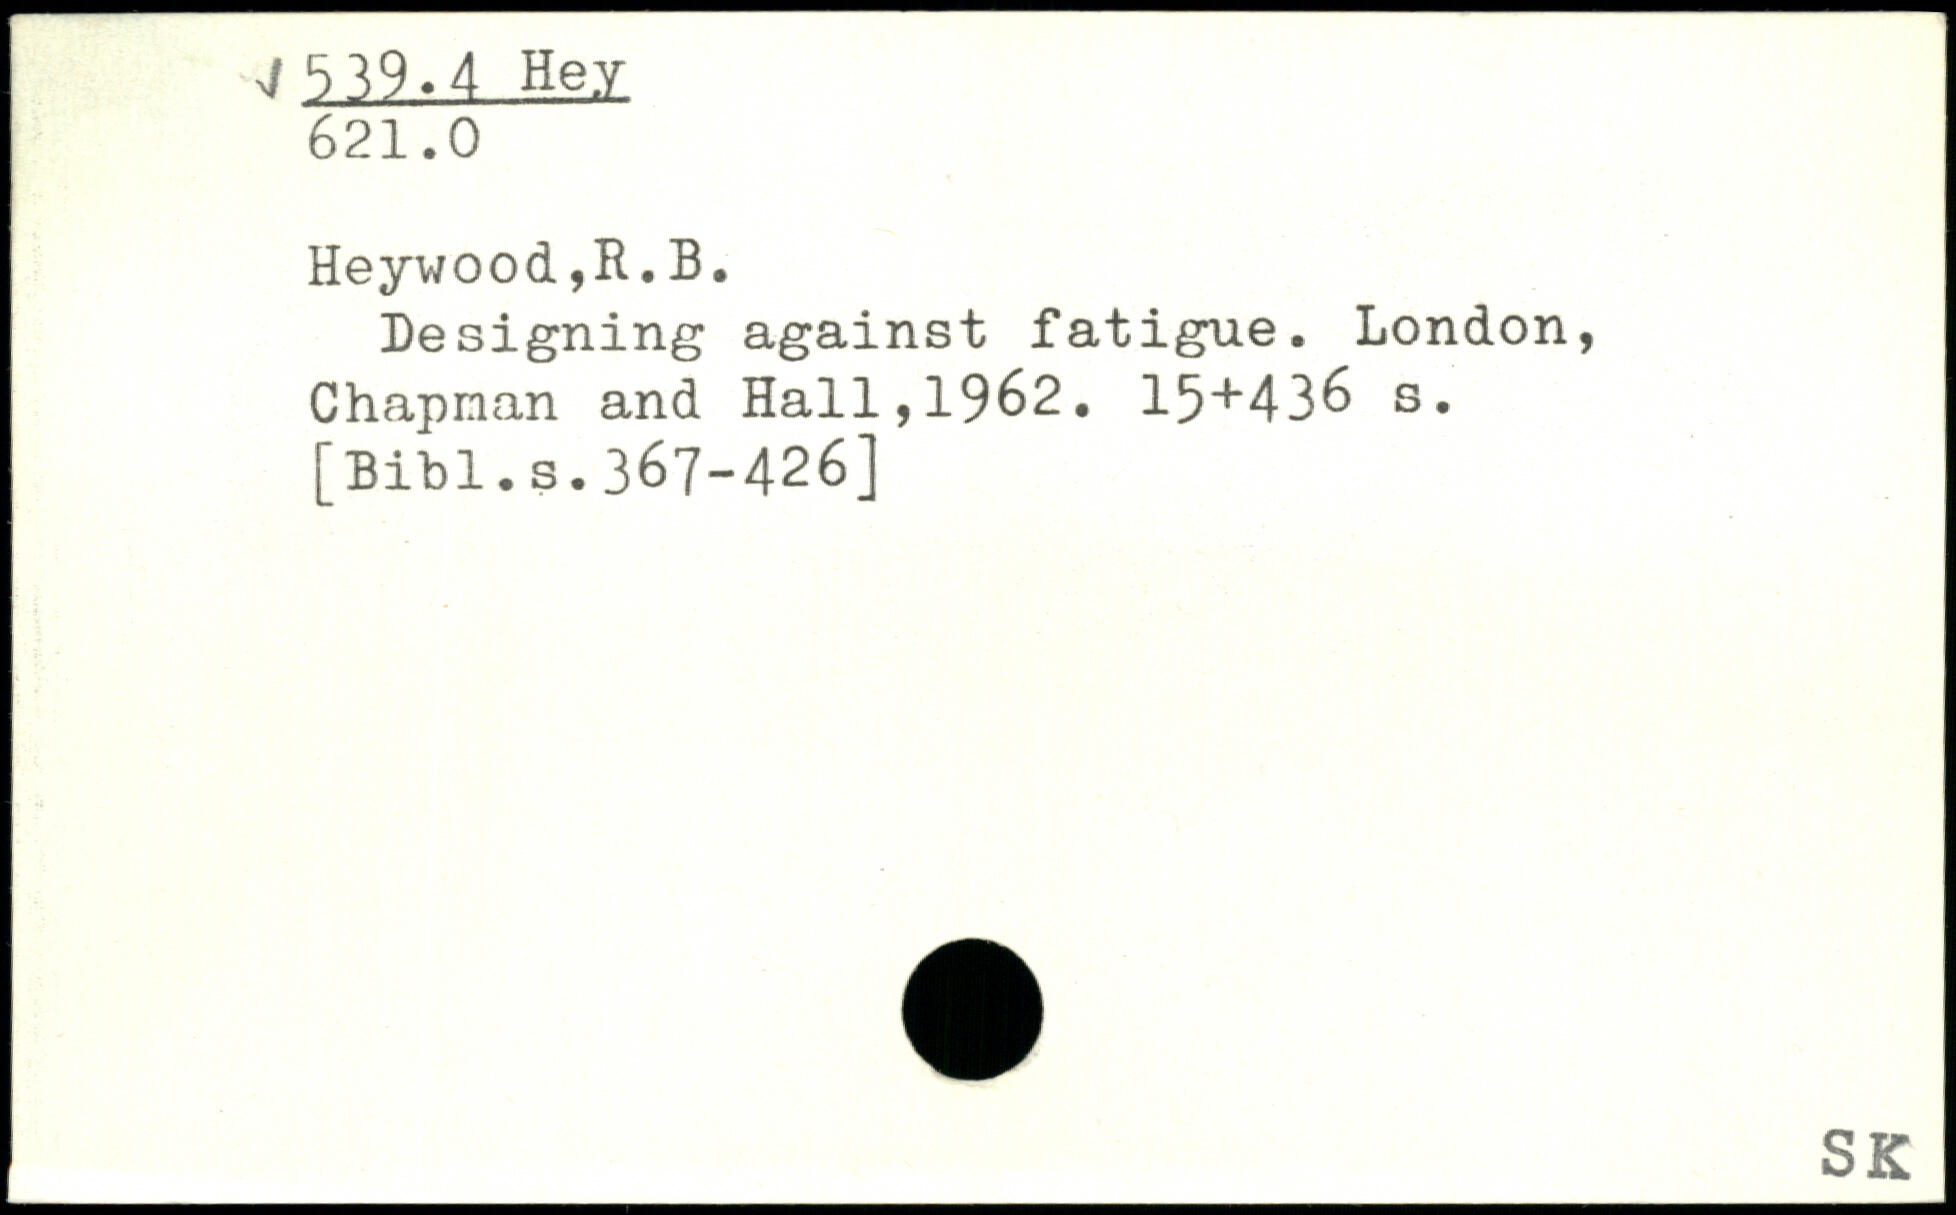 ✓ 539.4 Hey
621.0
Heywood,R.B.
Designing against fatigue. London,
Chapman and Hall,1962. 15+436 s.
[Bibl.s.367-426]
SK